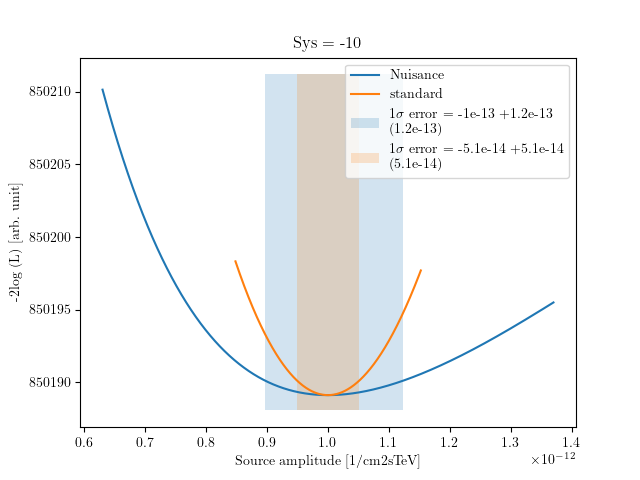 Sys = -10
Nuisance
standard
1σ error = -1e-13 +1.2e-13
(1.2e-13)
1σ error = -5.1e-14 +5.1e-14
(5.1e-14)
-2log (L) [arb. unit]
850210
850205
850200
850195
850190
0.6 0.7 0.8 0.9 1.0 1.1 1.2 1.3 1.4
×10⁻¹²
Source amplitude [1/cm2sTeV]